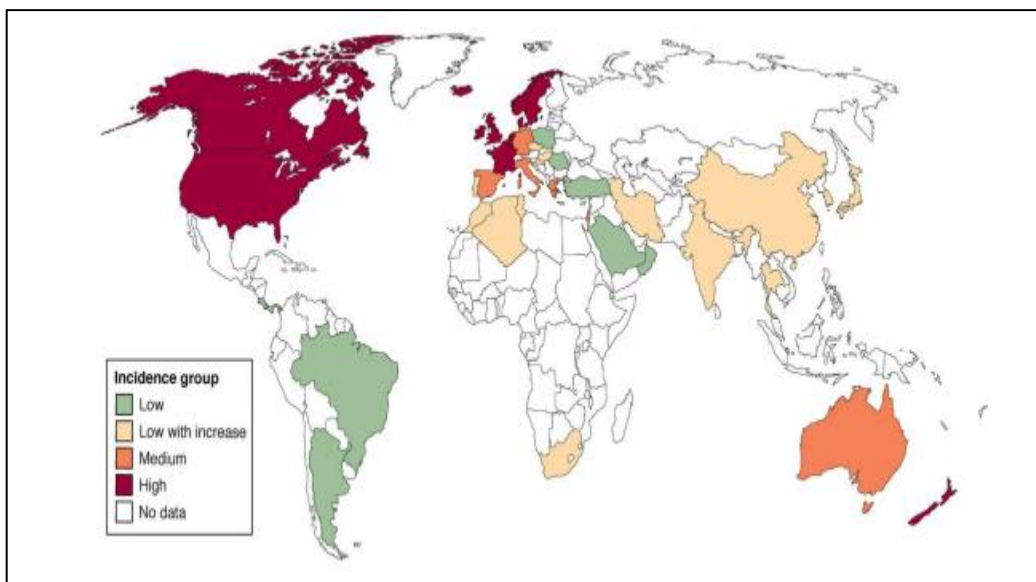 Incidence group
Low
Low with increase
Medium
High
No data